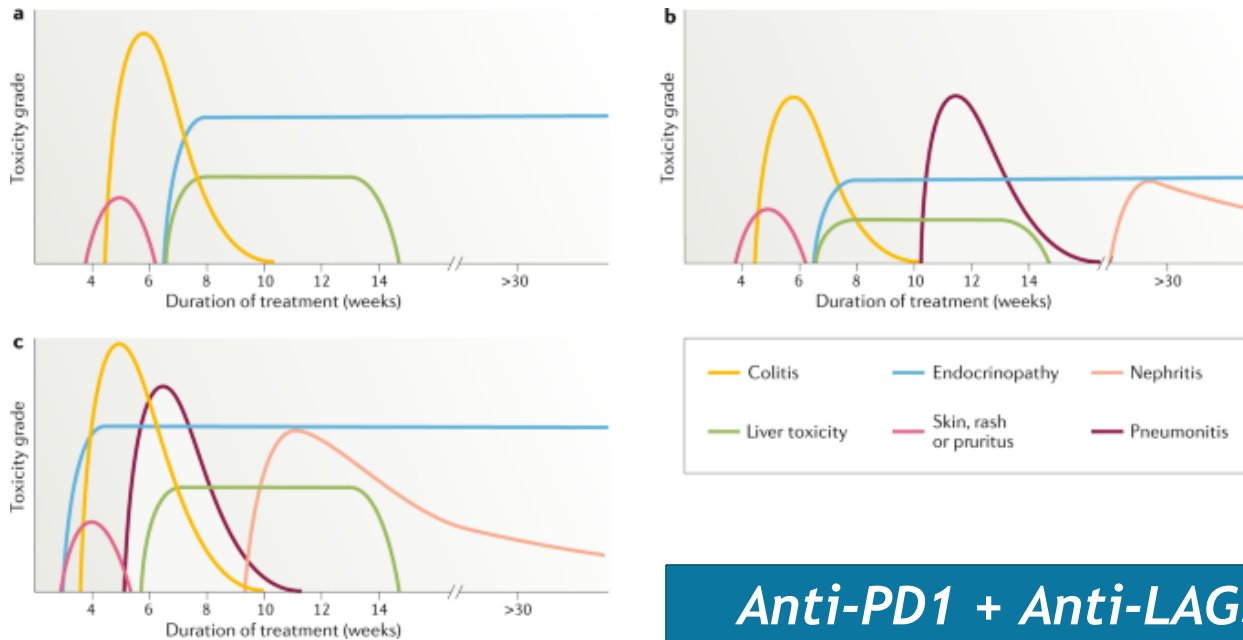 a
Toxicity grade
4 6 8 10 12 14 >30
Duration of treatment (weeks)
b
Toxicity grade
4 6 8 10 12 14 >30
Duration of treatment (weeks)
c
Toxicity grade
4 6 8 10 12 14 >30
Duration of treatment (weeks)
Colitis
Endocrinopathy
Nephritis
Liver toxicity
Skin, rash
or pruritus
Pneumonitis
Anti-PD1 + Anti-LAG